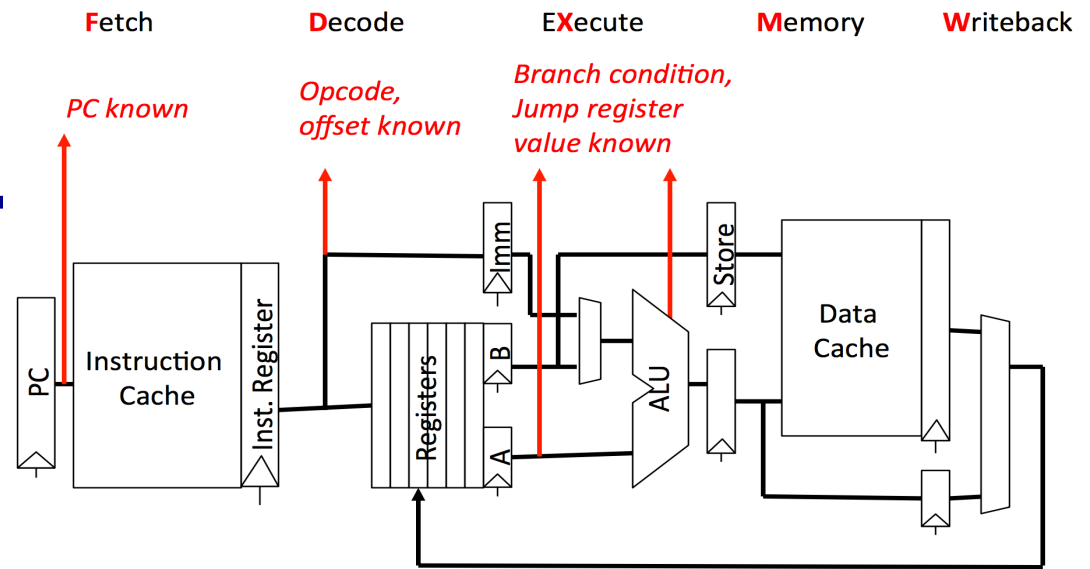 Fetch
Decode
EXecute
Memory
Writeback
PC known
Opcode,
offset known
Branch condition,
Jump register
value known
PC
Instruction
Cache
Inst. Register
Registers
Imm
B
A
ALU
Store
Data
Cache